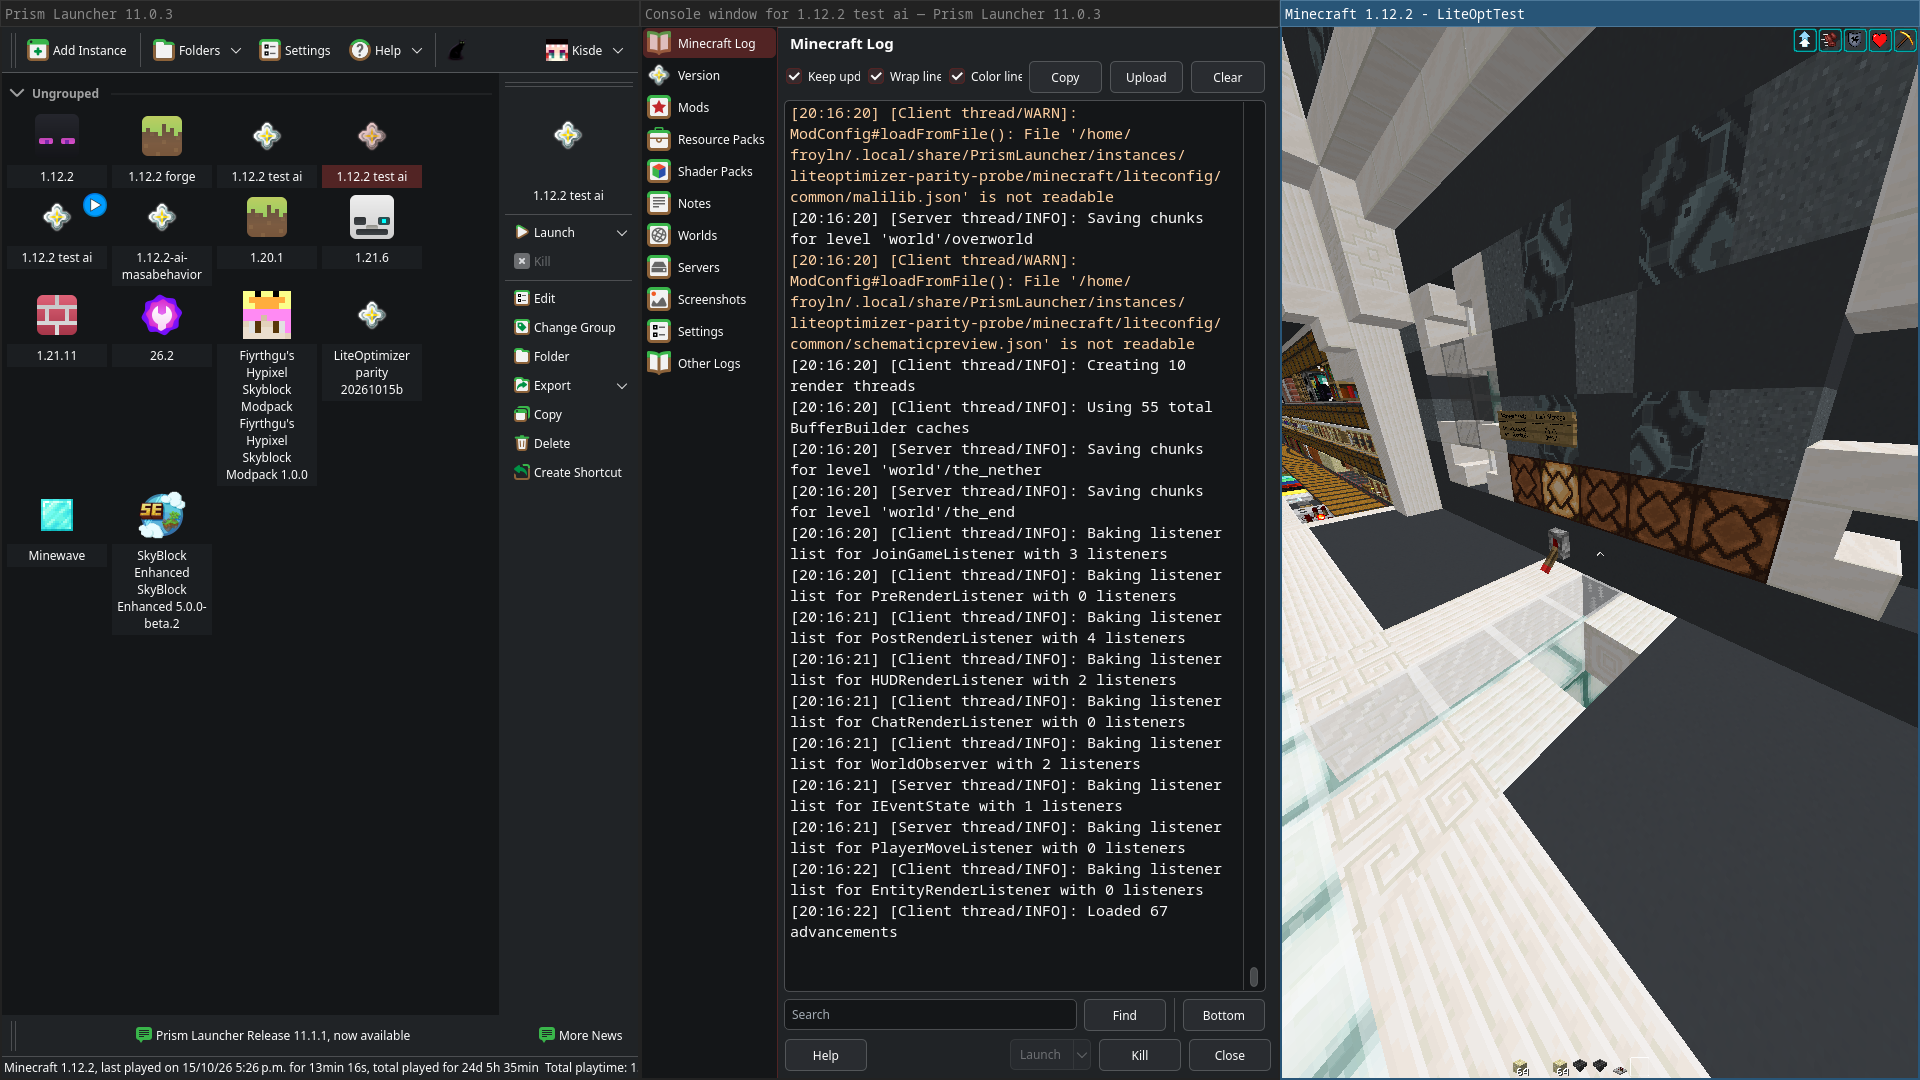 Prism Launcher 11.0.3
Add Instance
Folders
Settings
Help
Kisde
Ungrouped
1.12.2
1.12.2 forge
1.12.2 test ai
1.12.2 test ai
1.12.2 test ai
1.12.2-ai-
masabehavior
1.20.1
1.21.6
1.21.11
26.2
Fiyrthgu's
Hypixel
Skyblock
Modpack
Fiyrthgu's
Hypixel
Skyblock
Modpack 1.0.0
LiteOptimizer
parity
20261015b
Minewave
SkyBlock
Enhanced
SkyBlock
Enhanced 5.0.0-
beta.2
1.12.2 test ai
Launch
Kill
Edit
Change Group
Folder
Export
Copy
Delete
Create Shortcut
Prism Launcher Release 11.1.1, now available
More News
Minecraft 1.12.2, last played on 15/10/26 5:26 p.m. for 13min 16s, total played for 24d 5h 35min
Total playtime: 1
Console window for 1.12.2 test ai — Prism Launcher 11.0.3
Minecraft Log
Version
Mods
Resource Packs
Shader Packs
Notes
Worlds
Servers
Screenshots
Settings
Other Logs
Minecraft Log
Keep upd
Wrap line
Color line
Copy
Upload
Clear
[20:16:20] [Client thread/WARN]:
ModConfig#loadFromFile(): File '/home/
froyln/.local/share/PrismLauncher/instances/
liteoptimizer-parity-probe/minecraft/liteconfig/
common/malilib.json' is not readable
[20:16:20] [Server thread/INFO]: Saving chunks
for level 'world'/overworld
[20:16:20] [Client thread/WARN]:
ModConfig#loadFromFile(): File '/home/
froyln/.local/share/PrismLauncher/instances/
liteoptimizer-parity-probe/minecraft/liteconfig/
common/schematicpreview.json' is not readable
[20:16:20] [Client thread/INFO]: Creating 10
render threads
[20:16:20] [Client thread/INFO]: Using 55 total
BufferBuilder caches
[20:16:20] [Server thread/INFO]: Saving chunks
for level 'world'/the_nether
[20:16:20] [Server thread/INFO]: Saving chunks
for level 'world'/the_end
[20:16:20] [Client thread/INFO]: Baking listener
list for JoinGameListener with 3 listeners
[20:16:20] [Client thread/INFO]: Baking listener
list for PreRenderListener with 0 listeners
[20:16:21] [Client thread/INFO]: Baking listener
list for PostRenderListener with 4 listeners
[20:16:21] [Client thread/INFO]: Baking listener
list for HUDRenderListener with 2 listeners
[20:16:21] [Client thread/INFO]: Baking listener
list for ChatRenderListener with 0 listeners
[20:16:21] [Client thread/INFO]: Baking listener
list for WorldObserver with 2 listeners
[20:16:21] [Server thread/INFO]: Baking listener
list for IEventState with 1 listeners
[20:16:21] [Server thread/INFO]: Baking listener
list for PlayerMoveListener with 0 listeners
[20:16:22] [Client thread/INFO]: Baking listener
list for EntityRenderListener with 0 listeners
[20:16:22] [Client thread/INFO]: Loaded 67
advancements
Search
Find
Bottom
Help
Launch
Kill
Close
Minecraft 1.12.2 - LiteOptTest
64
64